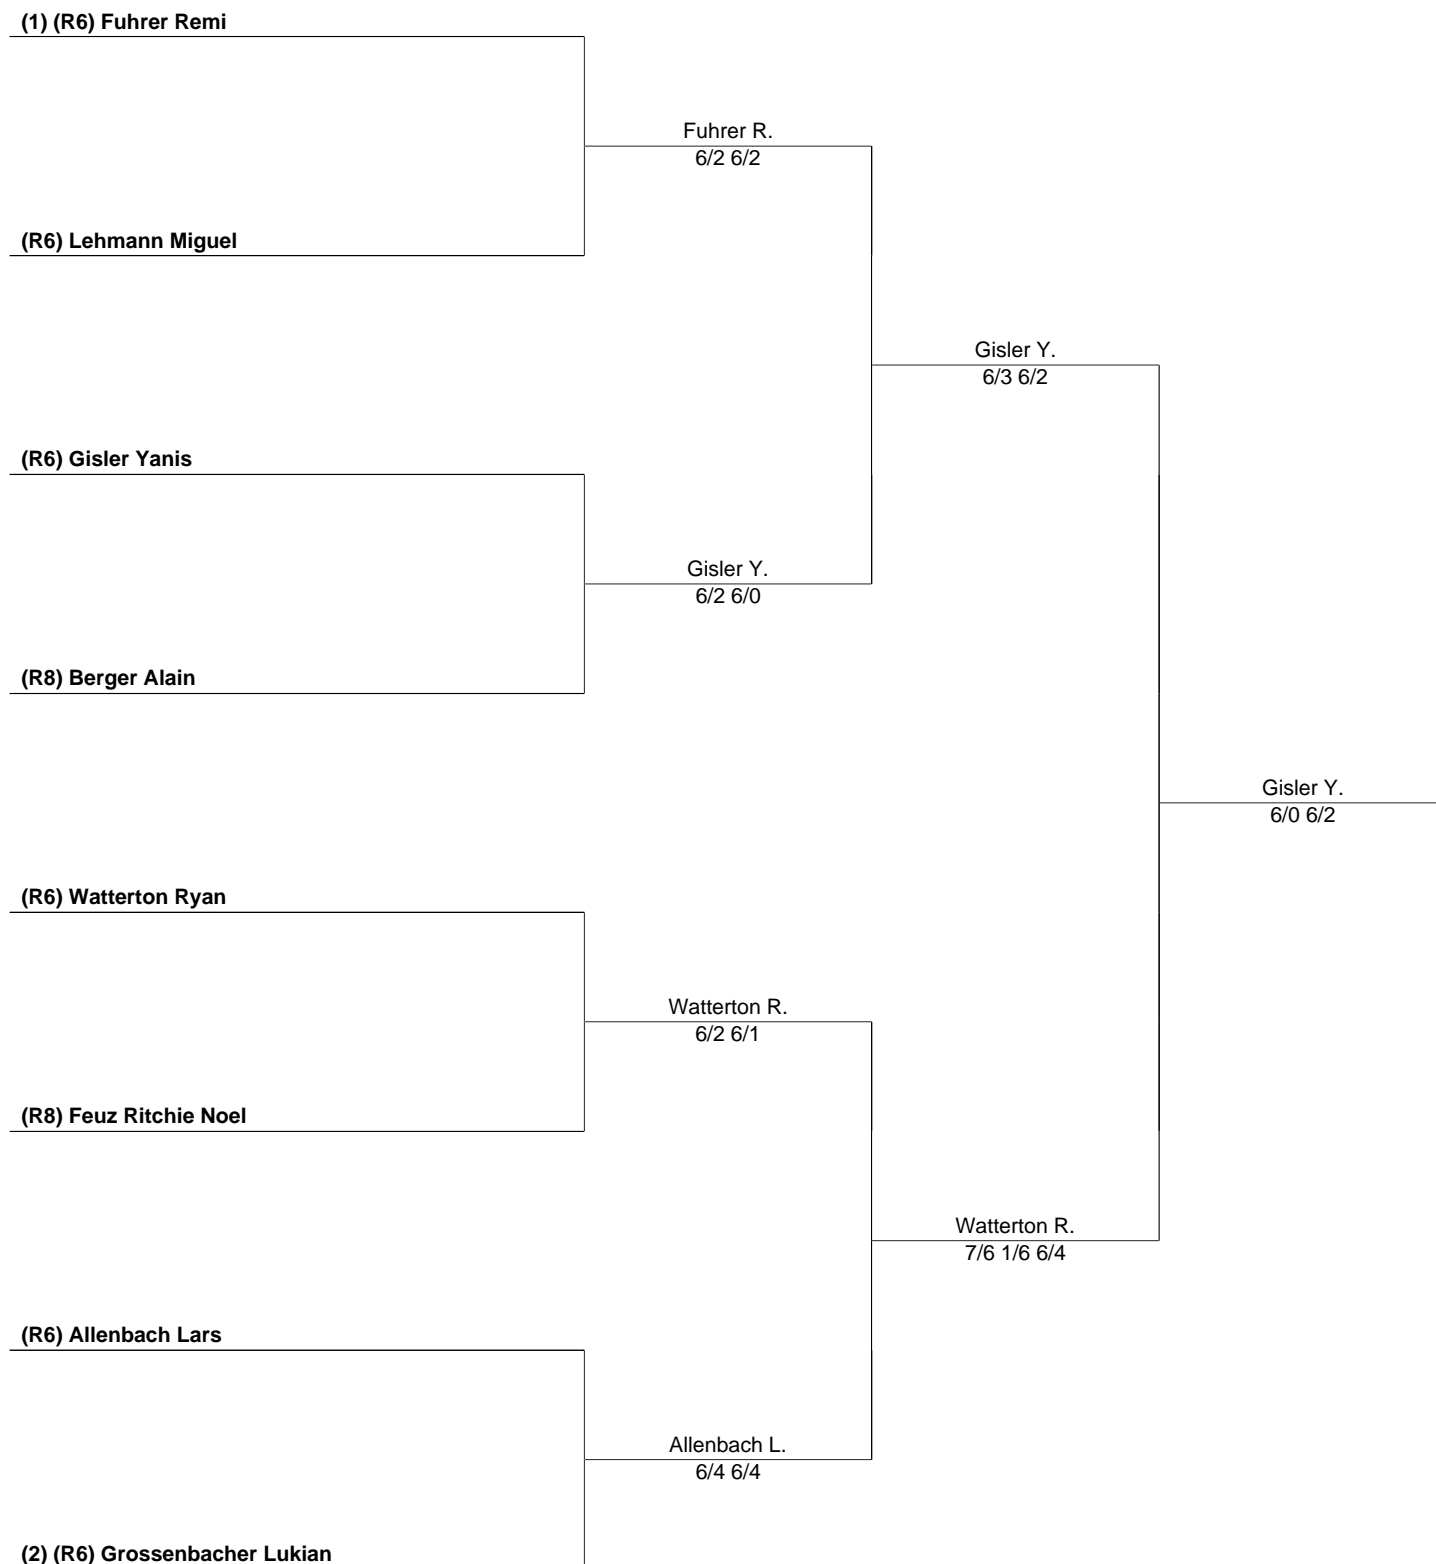 (1) (R6) Fuhrer Remi
Fuhrer R.
6/2 6/2
(R6) Lehmann Miguel
Gisler Y.
6/3 6/2
(R6) Gisler Yanis
Gisler Y.
6/2 6/0
(R8) Berger Alain
Gisler Y.
6/0 6/2
(R6) Watterton Ryan
Watterton R.
6/2 6/1
(R8) Feuz Ritchie Noel
Watterton R.
7/6 1/6 6/4
(R6) Allenbach Lars
Allenbach L.
6/4 6/4
(2) (R6) Grossenbacher Lukian